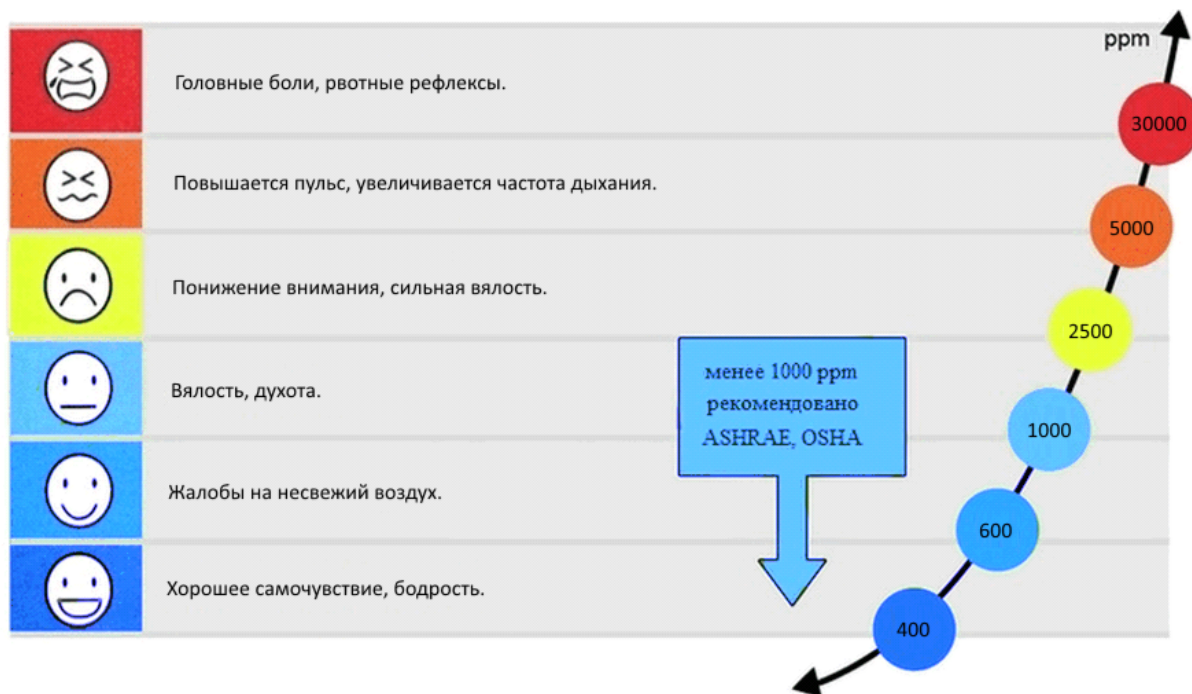 ppm
Головные боли, рвотные рефлексы.
30000
Повышается пульс, увеличивается частота дыхания.
5000
Понижение внимания, сильная вялость.
2500
менее 1000 ppm
рекомендовано
ASHRAE, OSHA
Вялость, духота.
1000
Жалобы на несвежий воздух.
600
Хорошее самочувствие, бодрость.
400